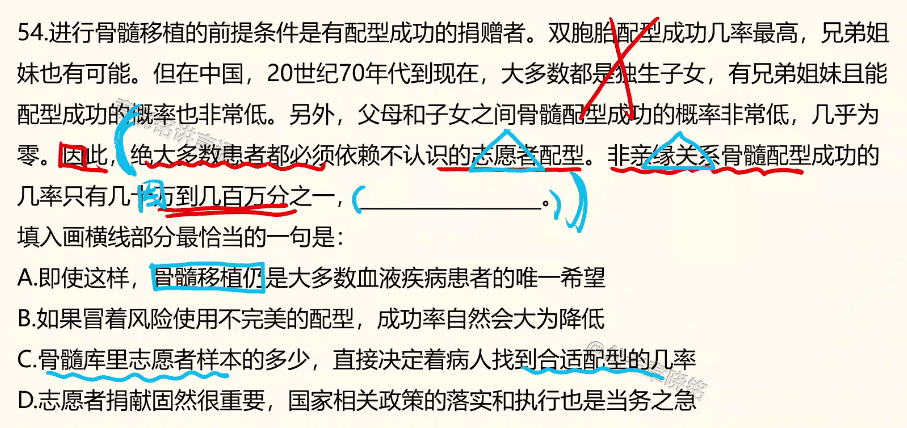 54.进行骨髓移植的前提条件是有配型成功的捐赠者。双胞胎配型成功几率最高，兄弟姐
妹也有可能。但在中国，20世纪70年代到现在，大多数都是独生子女，有兄弟姐妹且能
配型成功的概率也非常低。另外，父母和子女之间骨髓配型成功的概率非常低，几乎为
零。因此，绝大多数患者都必须依赖不认识的志愿者配型。非亲缘关系骨髓配型成功的
几率只有几十万到几百万分之一，（________________。）
因
填入画横线部分最恰当的一句是：
A.即使这样，骨髓移植仍是大多数血液疾病患者的唯一希望
B.如果冒着风险使用不完美的配型，成功率自然会大为降低
C.骨髓库里志愿者样本的多少，直接决定着病人找到合适配型的几率
D.志愿者捐献固然很重要，国家相关政策的落实和执行也是当务之急